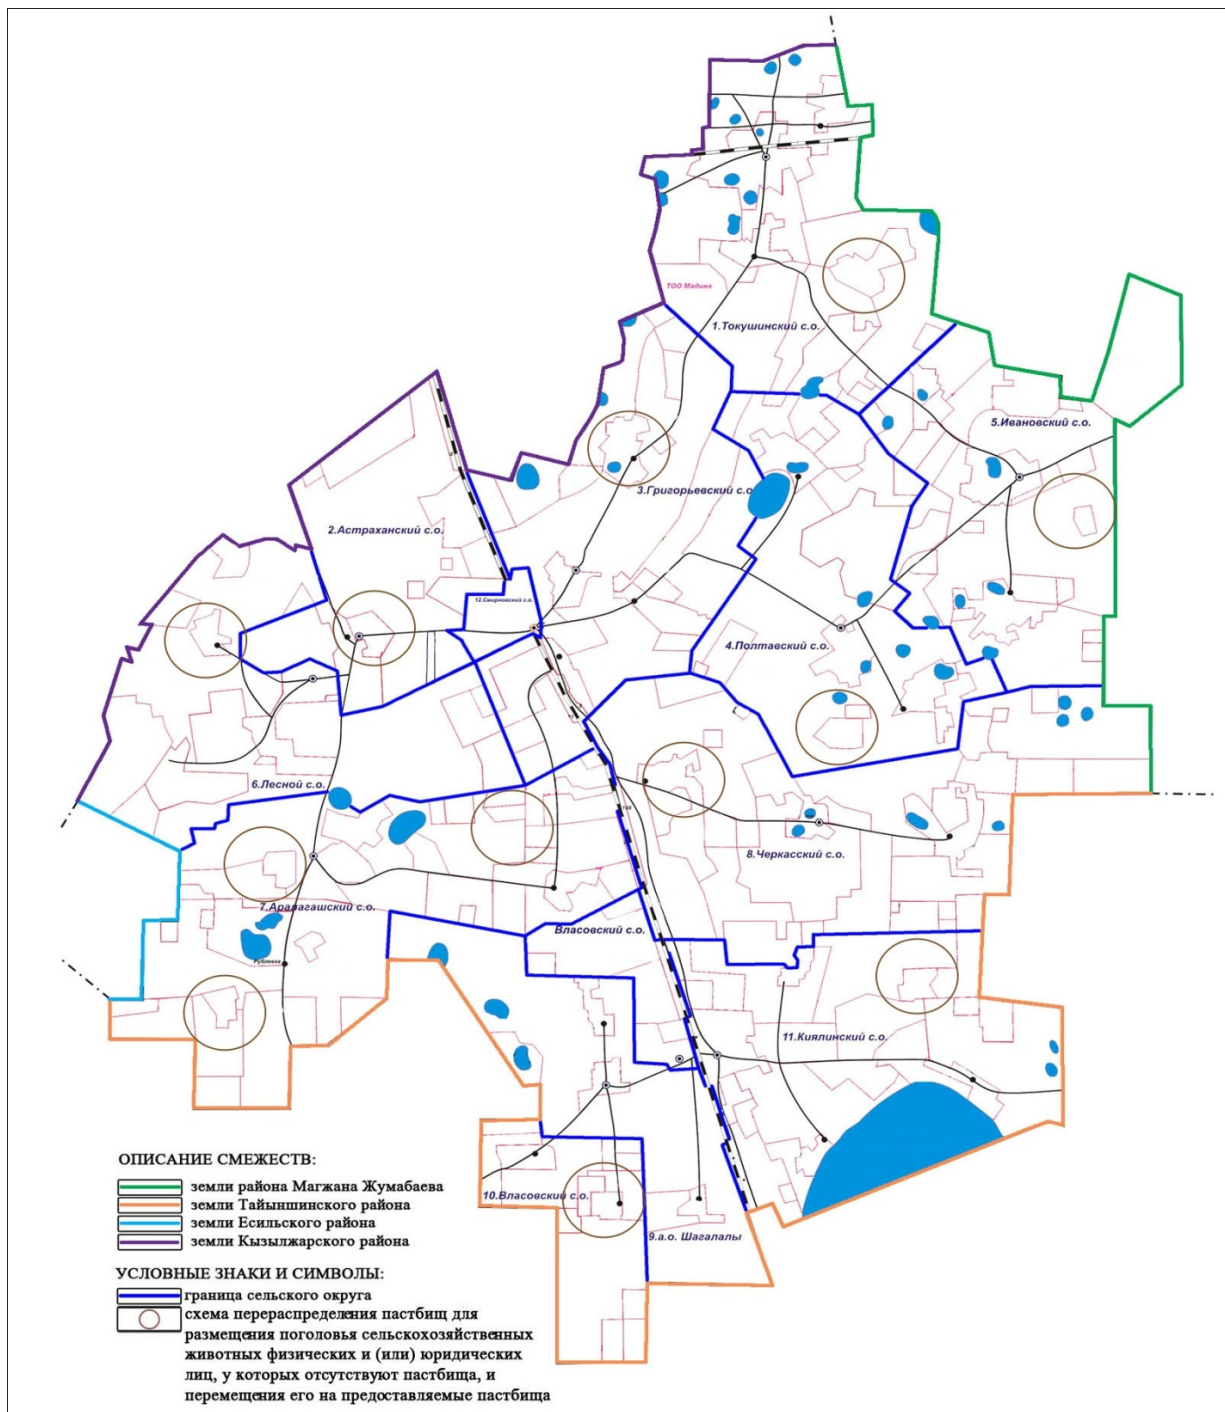 ТОО Мадина
1.Токушинский с.о.
5.Ивановский с.о.
3.Григорьевский с.о.
2.Астраханский с.о.
12.Смирновский с.о.
4.Полтавский с.о.
6.Лесной с.о.
8.Черкасский с.о.
7.Аралагашский с.о.
Власовский с.о.
Рублевка
11.Киялинский с.о.
10.Власовский с.о.
9.а.о. Шагалалы
ОПИСАНИЕ СМЕЖЕСТВ:
земли района Магжана Жумабаева
земли Тайыншинского района
земли Есильского района
земли Кызылжарского района
УСЛОВНЫЕ ЗНАКИ И СИМВОЛЫ:
граница сельского округа
схема перераспределения пастбищ для
размещения поголовья сельскохозяйственных
животных физических и (или) юридических
лиц, у которых отсутствуют пастбища, и
перемещения его на предоставляемые пастбища